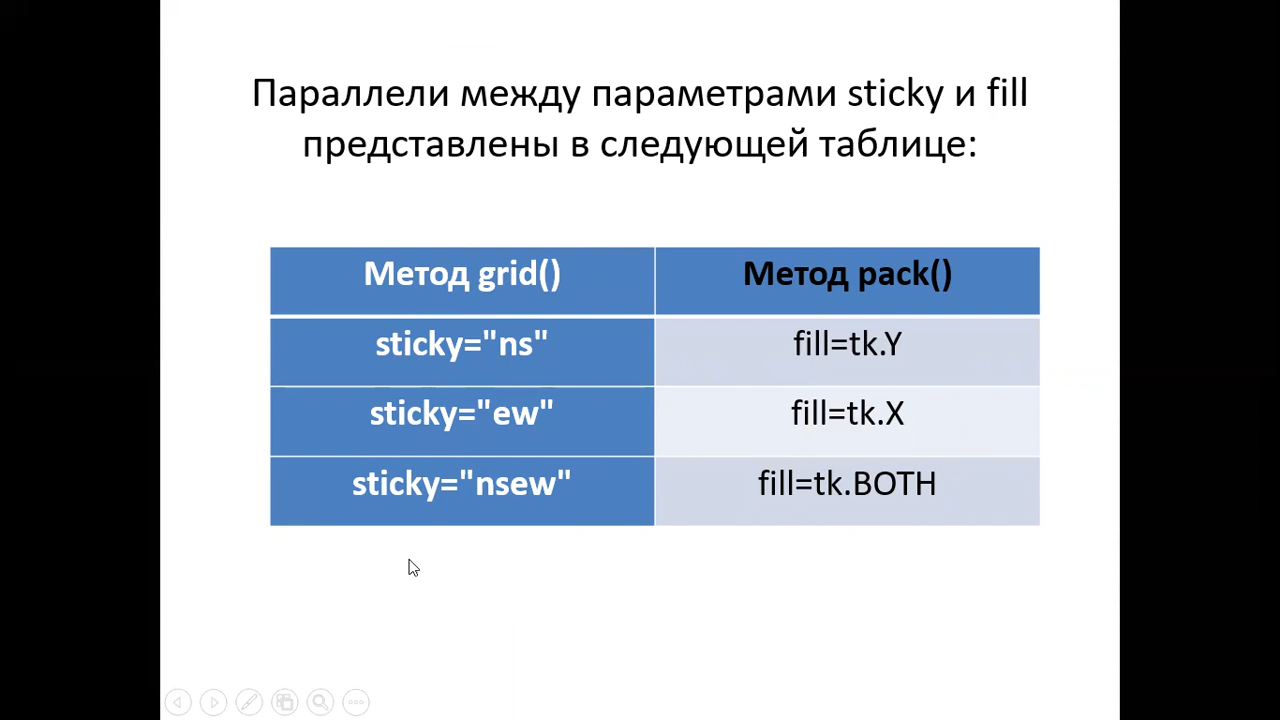 Параллели между параметрами sticky и fill
представлены в следующей таблице:
Метод grid() Метод pack()
sticky="ns" fill=tk.Y
sticky="ew" fill=tk.X
sticky="nsew" fill=tk.BOTH